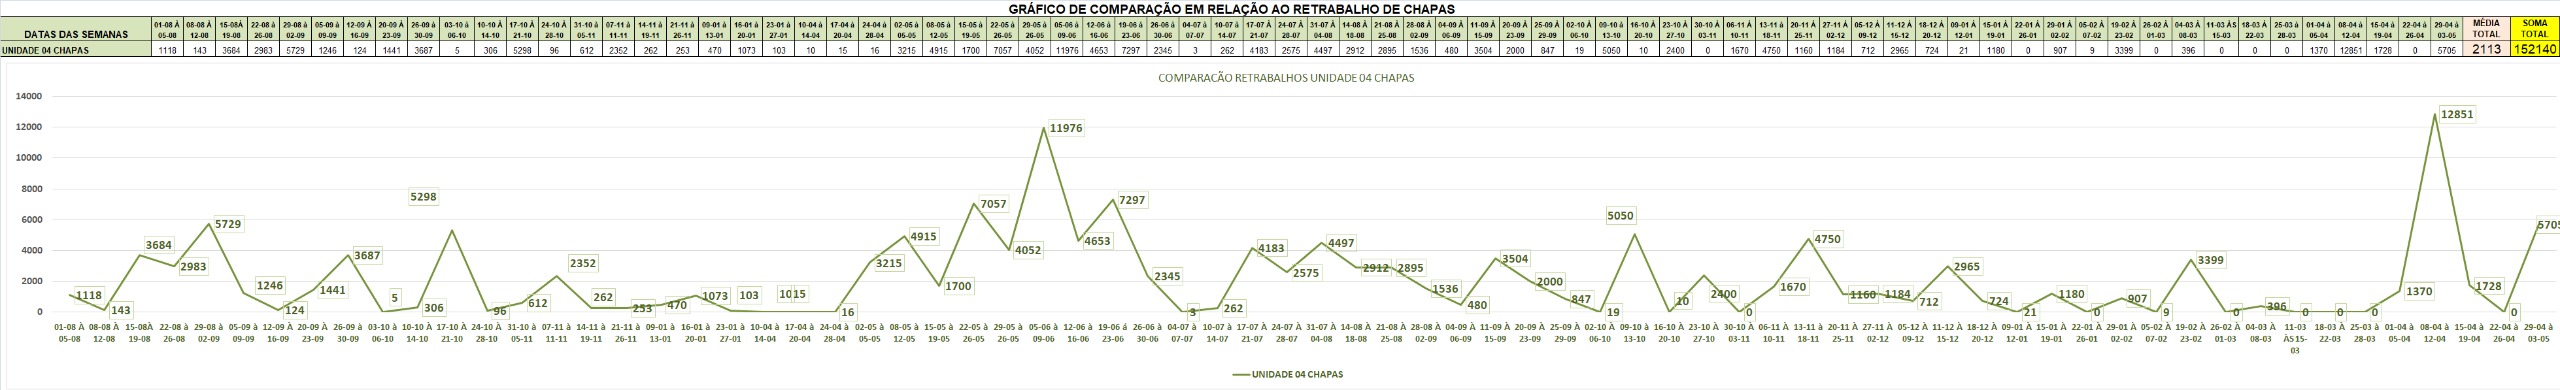 GRÁFICO DE COMPARAÇÃO EM RELAÇÃO AO RETRABALHO DE CHAPAS
DATAS DAS SEMANAS 01-08 À 05-08 08-08 À 12-08 15-08À 19-08 22-08 à 26-08 29-08 à 02-09 05-09 à 09-09 12-09 À 16-09 20-09 À 23-09 26-09 à 30-09 03-10 à 06-10 10-10 À 14-10 17-10 À 21-10 24-10 À 28-10 31-10 à 05-11 07-11 à 11-11 14-11 à 19-11 21-11 à 26-11 09-01 à 13-01 16-01 à 20-01 23-01 à 27-01 10-04 à 14-04 17-04 à 20-04 24-04 à 28-04 02-05 à 05-05 08-05 à 12-05 15-05 à 19-05 22-05 à 26-05 29-05 à 26-05 05-06 à 09-06 12-06 à 16-06 19-06 á 23-06 26-06 à 30-06 04-07 à 07-07 10-07 À 14-07 17-07 À 21-07 24-07 À 28-07 31-07 À 04-08 14-08 À 18-08 21-08 À 25-08 28-08 À 02-09 04-09 À 06-09 11-09 À 15-09 20-09 À 23-09 25-09 À 29-09 02-10 À 06-10 09-10 À 13-10 16-10 À 20-10 23-10 À 27-10 30-10 À 03-11 06-11 À 10-11 13-11 à 18-11 20-11 À 25-11 27-11 À 02-12 05-12 À 09-12 11-12 À 15-12 18-12 À 20-12 09-01 À 12-01 15-01 À 19-01 22-01 À 26-01 29-01 À 02-01 05-02 À 07-02 19-02 À 23-02 26-02 À 01-03 04-03 À 08-03 11-03 ÀS 15-03 18-03 À 22-03 25-03 à 28-03 01-04 à 05-04 08-04 à 12-04 15-04 à 19-04 22-04 à 26-04 29-04 à 03-05 MÉDIA TOTAL SOMA TOTAL
UNIDADE 04 CHAPAS 1118 143 3684 2983 5729 1246 124 1441 3687 5 306 5298 96 612 2352 262 253 470 1073 103 10 15 16 3215 4915 1700 7057 4052 11976 4653 7297 2345 3 262 4183 2575 4497 2912 2895 1536 480 3504 2000 847 19 5050 10 2400 0 1670 4750 1160 1184 712 2965 724 21 1180 0 907 9 3399 0 396 0 0 0 1370 12851 1728 0 5705 2113 152140
COMPARACÃO RETRABALHOS UNIDADE 04 CHAPAS
14000
12000
10000
8000
6000
4000
2000
0
1118 143 3684 2983 5729 1246 124 1441 3687 5 306 5298 96 612 2352 262 253 470 1073 103 10 15 16 3215 4915 1700 7057 4052 11976 4653 7297 2345 3 262 4183 2575 4497 2912 2895 1536 480 3504 2000 847 19 5050 10 2400 0 1670 4750 1160 1184 712 2965 724 21 1180 0 907 9 3399 0 396 0 0 0 1370 12851 1728 0 5705
01-08 À 08-08 À 15-08À 22-08 à 29-08 à 05-09 à 12-09 À 20-09 À 26-09 à 03-10 à 10-10 À 17-10 À 24-10 À 31-10 à 07-11 à 14-11 à 21-11 à 09-01 à 16-01 à 23-01 à 10-04 à 17-04 à 24-04 à 02-05 à 08-05 à 15-05 à 22-05 à 29-05 à 05-06 à 12-06 à 19-06 á 26-06 à 04-07 à 10-07 À 17-07 À 24-07 À 31-07 À 14-08 À 21-08 À 28-08 À 04-09 À 11-09 À 20-09 À 25-09 À 02-10 À 09-10 À 16-10 À 23-10 À 30-10 À 06-11 À 13-11 à 20-11 À 27-11 À 05-12 À 11-12 À 18-12 À 09-01 À 15-01 À 22-01 À 29-01 À 05-02 À 19-02 À 26-02 À 04-03 À 11-03 18-03 À 25-03 à 01-04 à 08-04 à 15-04 à 22-04 à 29-04 à
05-08 12-08 19-08 26-08 02-09 09-09 16-09 23-09 30-09 06-10 14-10 21-10 28-10 05-11 11-11 19-11 26-11 13-01 20-01 27-01 14-04 20-04 28-04 05-05 12-05 19-05 26-05 26-05 09-06 16-06 23-06 30-06 07-07 14-07 21-07 28-07 04-08 18-08 25-08 02-09 06-09 15-09 23-09 29-09 06-10 13-10 20-10 27-10 03-11 10-11 18-11 25-11 02-12 09-12 15-12 20-12 12-01 19-01 26-01 02-01 07-02 23-02 01-03 08-03 ÀS 15- 22-03 28-03 05-04 12-04 19-04 26-04 03-05
03
UNIDADE 04 CHAPAS